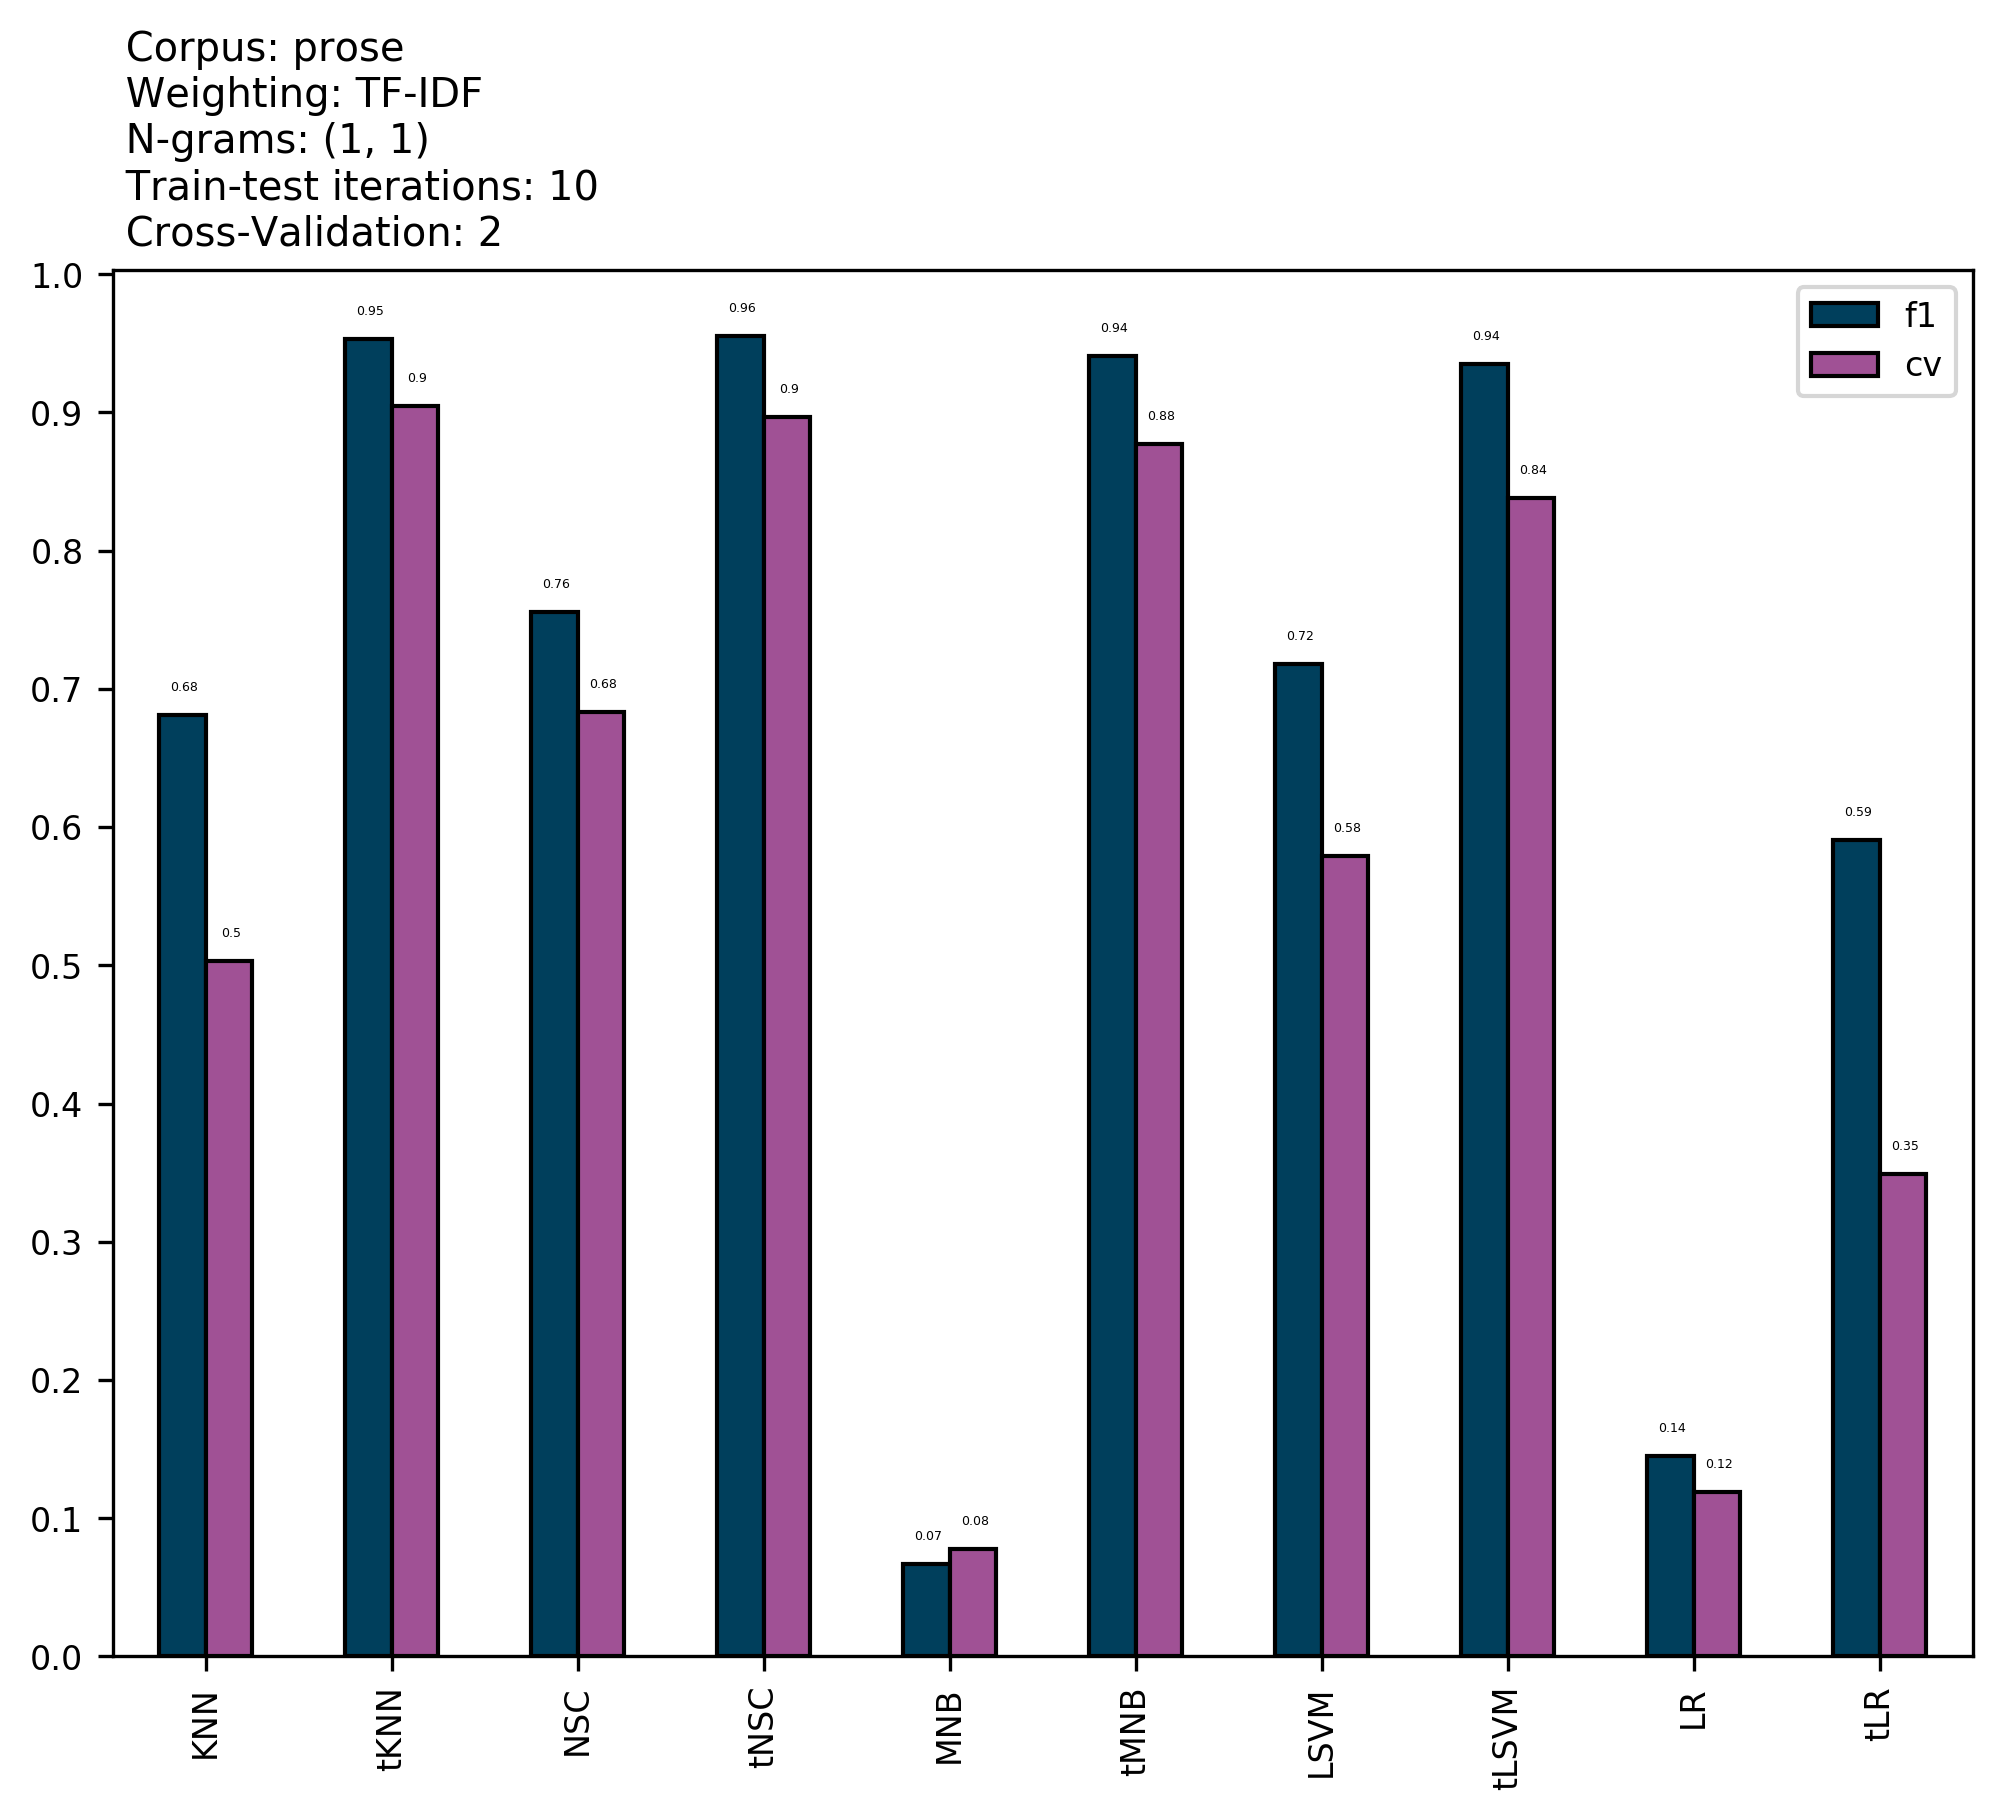 Corpus: prose
Weighting: TF-IDF
N-grams: (1, 1)
Train-test iterations: 10
Cross-Validation: 2
1.0
0.9
0.8
0.7
0.6
0.5
0.4
0.3
0.2
0.1
0.0
f1
cv
0.68
0.5
0.95
0.9
0.76
0.68
0.96
0.9
0.07
0.08
0.94
0.88
0.72
0.58
0.94
0.84
0.14
0.12
0.59
0.35
KNN
tKNN
NSC
tNSC
MNB
tMNB
LSVM
tLSVM
LR
tLR